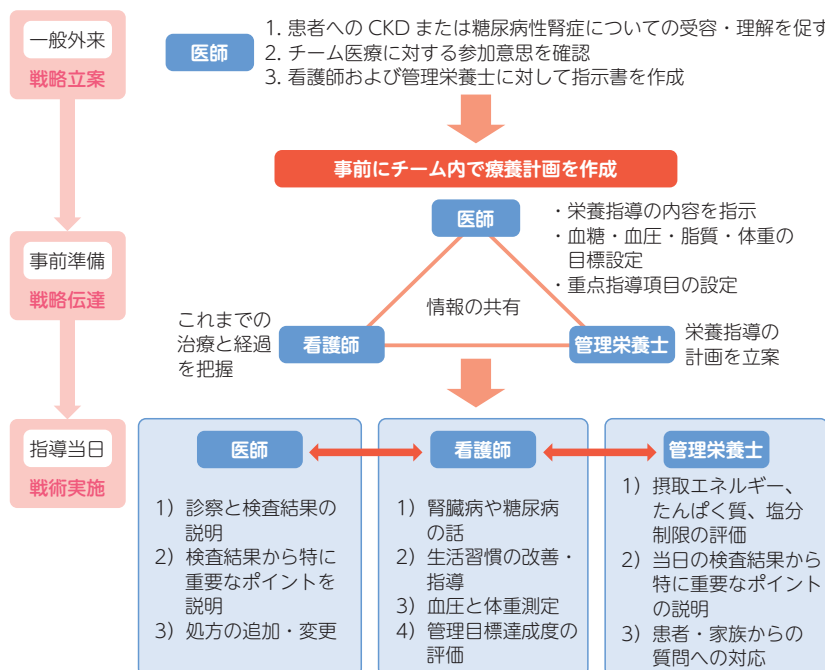 一般外来
戦略立案
医師
1. 患者への CKD または糖尿病性腎症についての受容・理解を促す
2. チーム医療に対する参加意思を確認
3. 看護師および管理栄養士に対して指示書を作成
事前にチーム内で療養計画を作成
事前準備
戦略伝達
医師
・栄養指導の内容を指示
・血糖・血圧・脂質・体重の
目標設定
・重点指導項目の設定
情報の共有
これまでの
治療と経過
を把握
看護師
管理栄養士
栄養指導の
計画を立案
指導当日
戦術実施
医師
1）診察と検査結果の
説明
2）検査結果から特に
重要なポイントを
説明
3）処方の追加・変更
看護師
1）腎臓病や糖尿病
の話
2）生活習慣の改善・
指導
3）血圧と体重測定
4）管理目標達成度の
評価
管理栄養士
1）摂取エネルギー、
たんぱく質、塩分
制限の評価
2）当日の検査結果から
特に重要なポイント
の説明
3）患者・家族からの
質問への対応